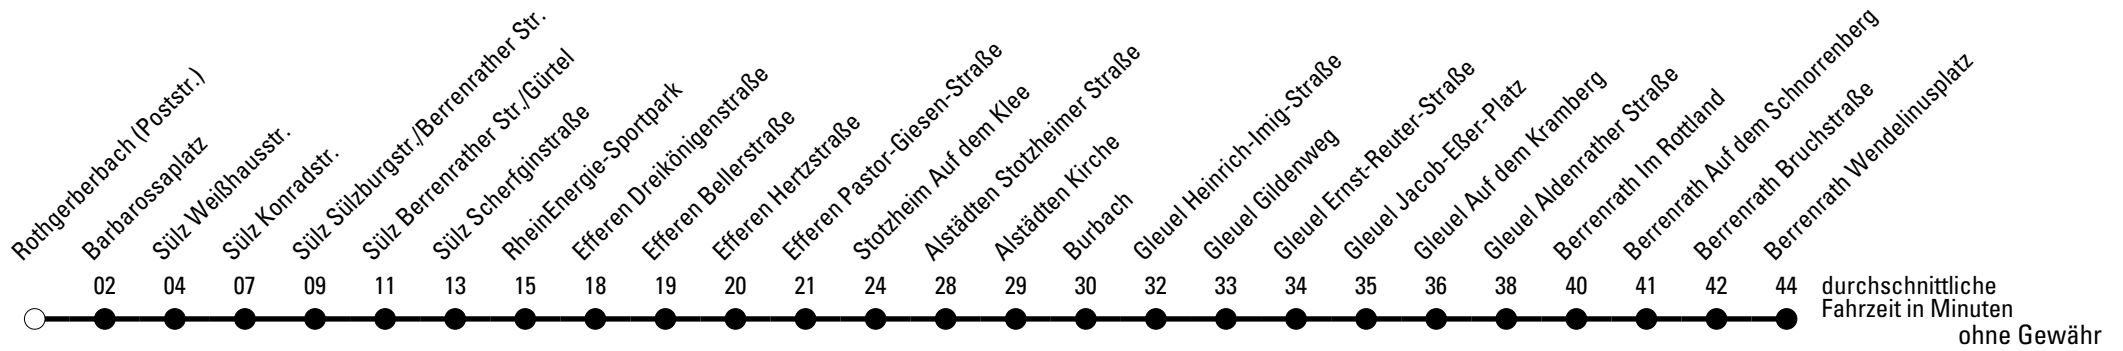 Rothgerberbach (Poststr.)
Barbarossaplatz
Sülz Weißhausstr.
Sülz Konradstr.
Sülz Sülzburgstr./Berrenrather Str.
Sülz Berrenrather Str./Gürtel
Sülz Scherfginstraße
RheinEnergie-Sportpark
Efferen Dreikönigenstraße
Efferen Bellerstraße
Efferen Hertzstraße
Efferen Pastor-Giesen-Straße
Stotzheim Auf dem Klee
Alstädten Stotzheimer Straße
Alstädten Kirche
Burbach
Gleuel Heinrich-Imig-Straße
Gleuel Gildenweg
Gleuel Ernst-Reuter-Straße
Gleuel Jacob-Eßer-Platz
Gleuel Auf dem Kramberg
Gleuel Aldenrather Straße
Berrenrath Im Rottland
Berrenrath Auf dem Schnorrenberg
Berrenrath Bruchstraße
Berrenrath Wendelinusplatz
02 04 07 09 11 13 15 18 19 20 21 24 28 29 30 32 33 34 35 36 38 40 41 42 44 durchschnittliche
Fahrzeit in Minuten
ohne Gewähr